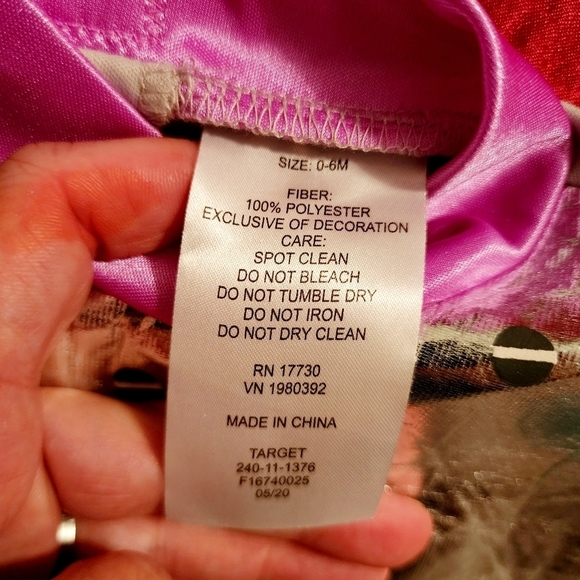 SIZE: 0-6M
FIBER:
100% POLYESTER
EXCLUSIVE OF DECORATION
CARE:
SPOT CLEAN
DO NOT BLEACH
DO NOT TUMBLE DRY
DO NOT IRON
DO NOT DRY CLEAN
RN 17730
VN 1980392
MADE IN CHINA
TARGET
240-11-1376
F16740025
05/20